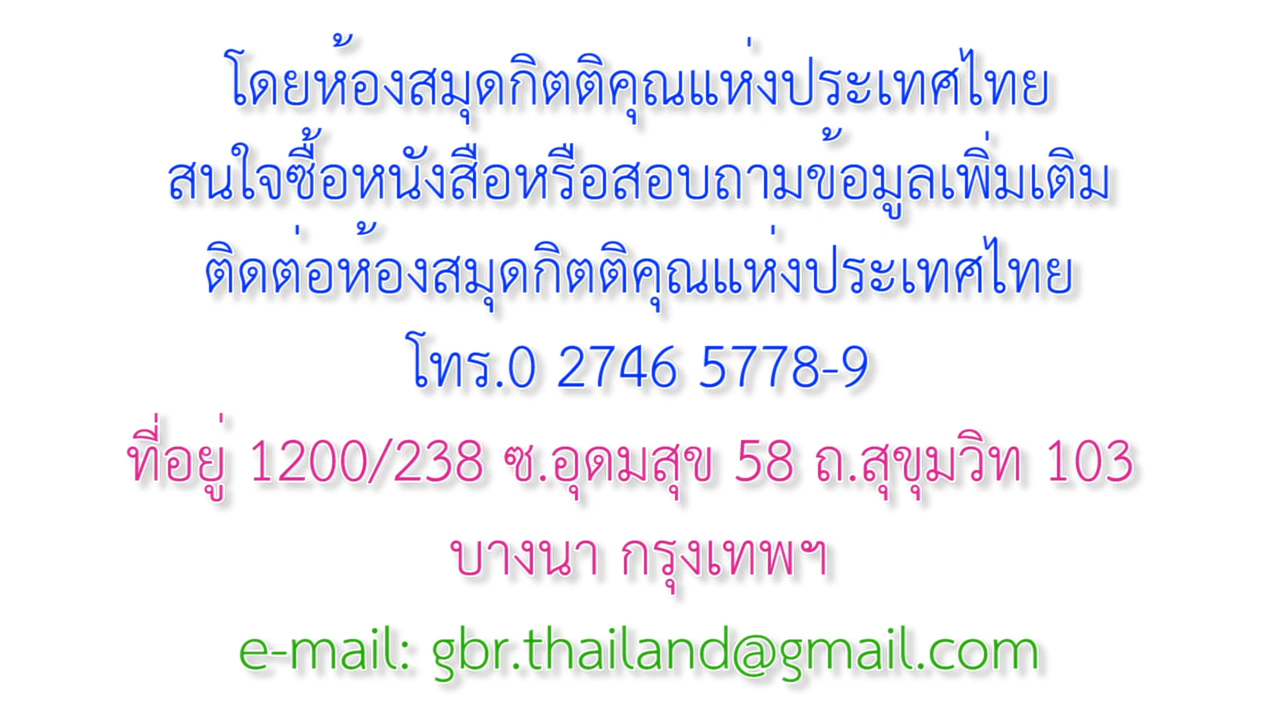 โดยห้องสมุดกิตติคุณแห่งประเทศไทย
สนใจซื้อหนังสือหรือสอบถามข้อมูลเพิ่มเติม
ติดต่อห้องสมุดกิตติคุณแห่งประเทศไทย
โทร.0 2746 5778-9
ที่อยู่ 1200/238 ซ.อุดมสุข 58 ถ.สุขุมวิท 103
บางนา กรุงเทพฯ
e-mail: gbr.thailand@gmail.com